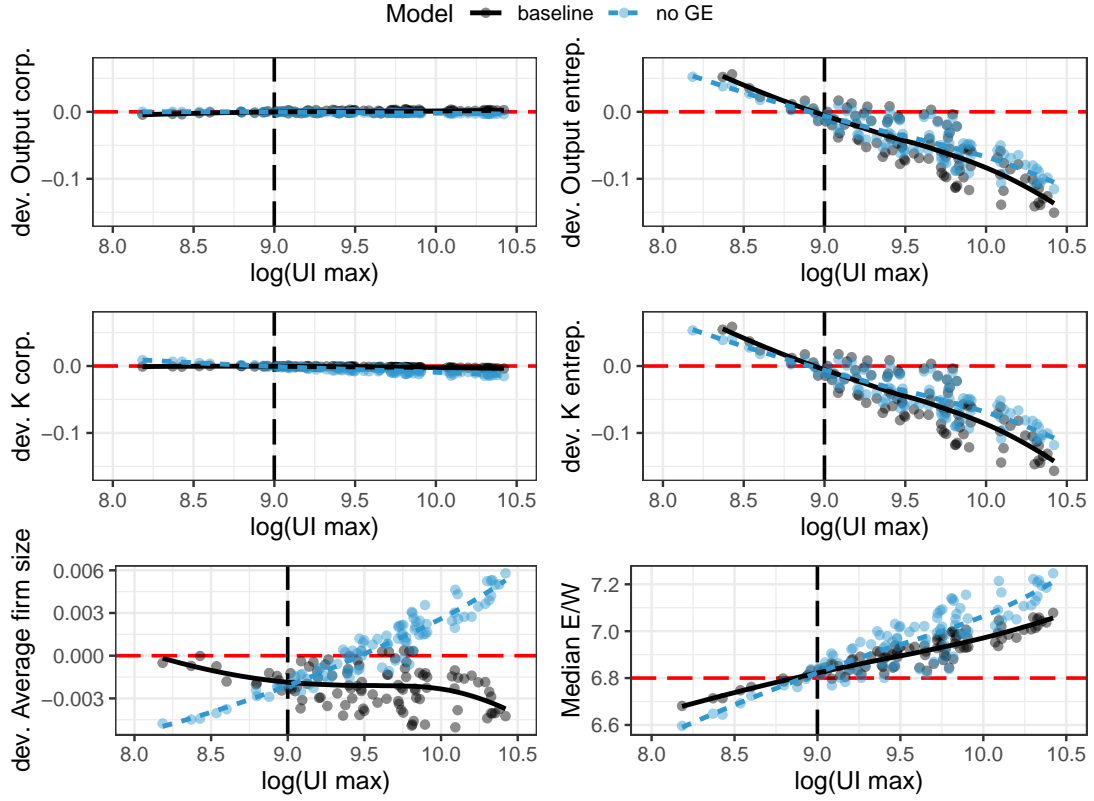 Model baseline no GE
dev. Output corp.
0.0
−0.1
8.0 8.5 9.0 9.5 10.0 10.5
log(UI max)
dev. Output entrep.
0.0
−0.1
8.0 8.5 9.0 9.5 10.0 10.5
log(UI max)
dev. K corp.
0.0
−0.1
8.0 8.5 9.0 9.5 10.0 10.5
log(UI max)
dev. K entrep.
0.0
−0.1
8.0 8.5 9.0 9.5 10.0 10.5
log(UI max)
dev. Average firm size
0.006
0.003
0.000
−0.003
8.0 8.5 9.0 9.5 10.0 10.5
log(UI max)
Median E/W
7.2
7.0
6.8
6.6
8.0 8.5 9.0 9.5 10.0 10.5
log(UI max)